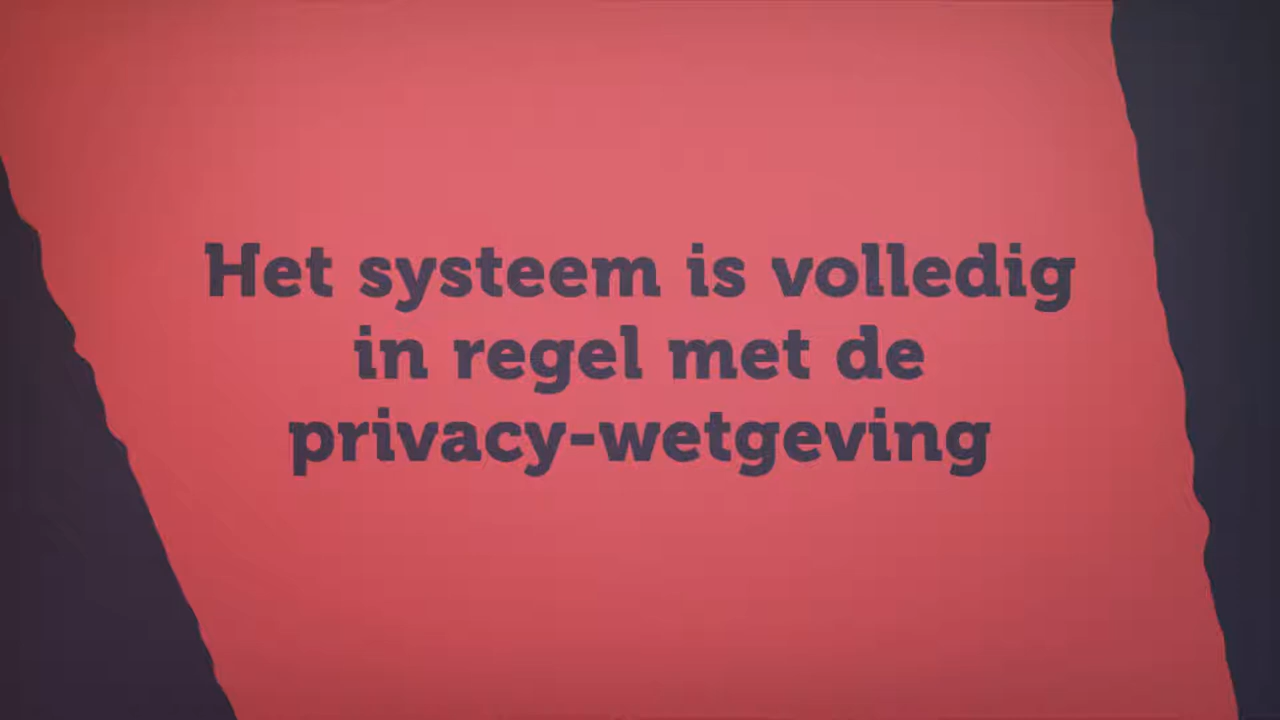 Het systeem is volledig
in regel met de
privacy-wetgeving